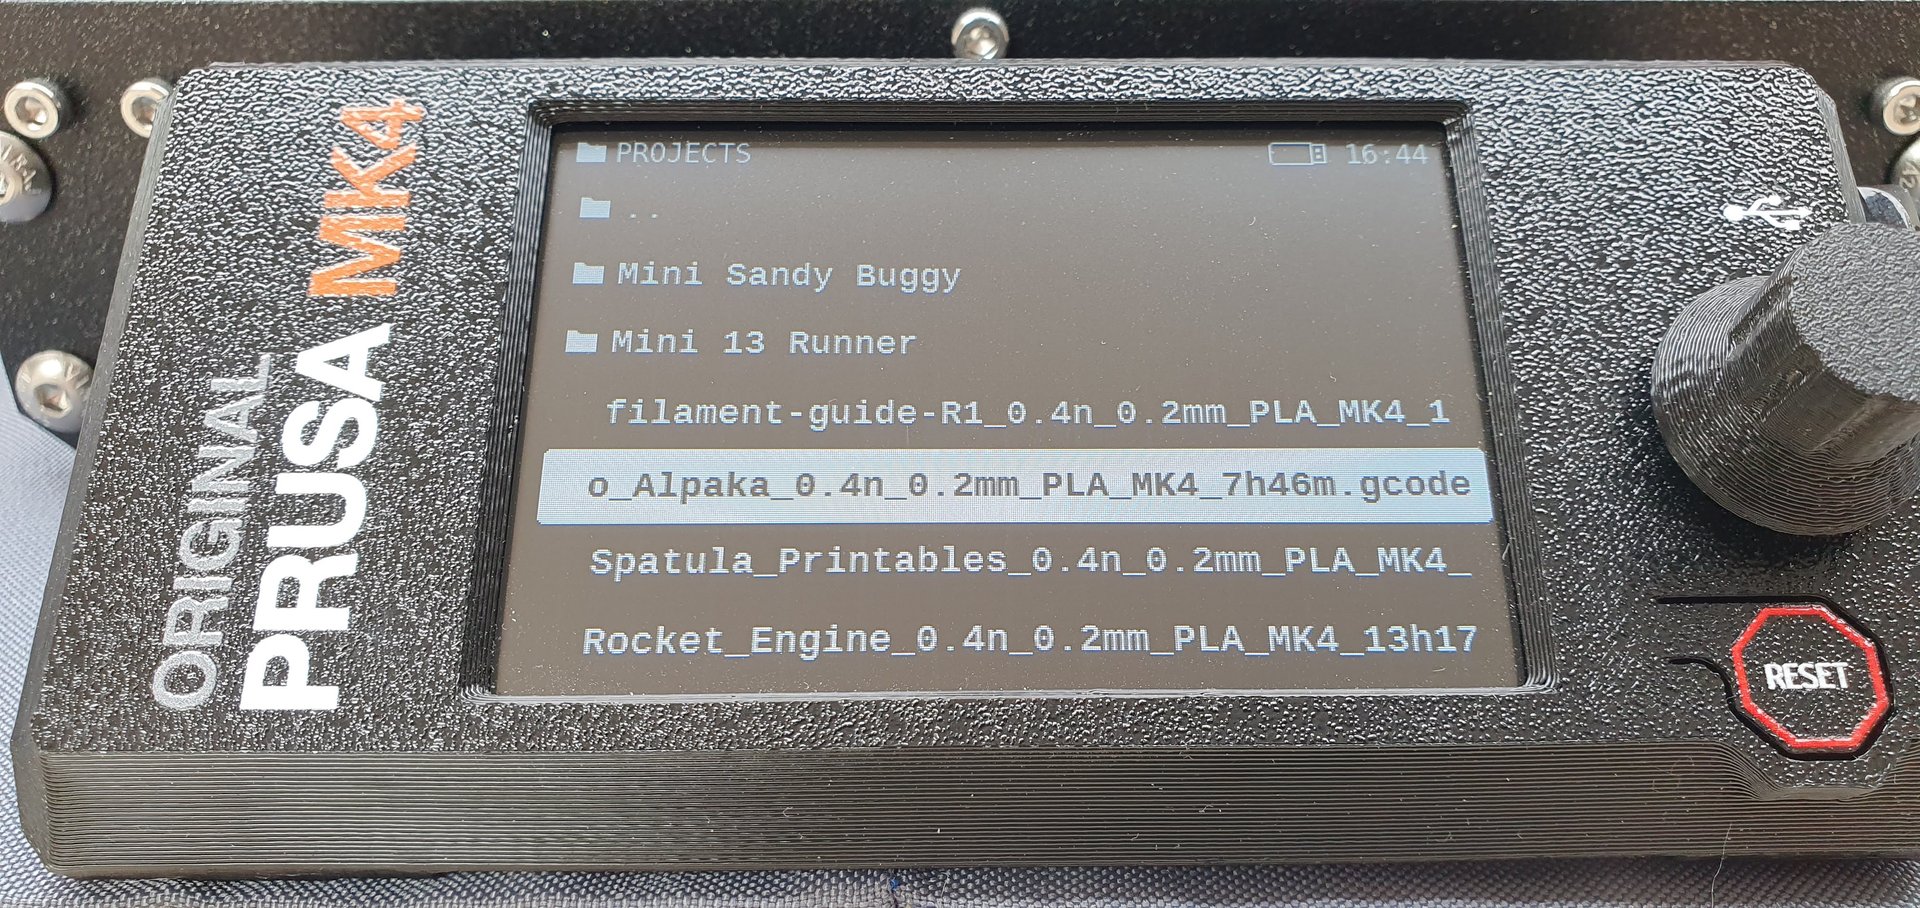 ORIGINAL
PRUSA MK4
PROJECTS 16:44
..
Mini Sandy Buggy
Mini 13 Runner
filament-guide-R1_0.4n_0.2mm_PLA_MK4_1
o_Alpaka_0.4n_0.2mm_PLA_MK4_7h46m.gcode
Spatula_Printables_0.4n_0.2mm_PLA_MK4_
Rocket_Engine_0.4n_0.2mm_PLA_MK4_13h17
RESET